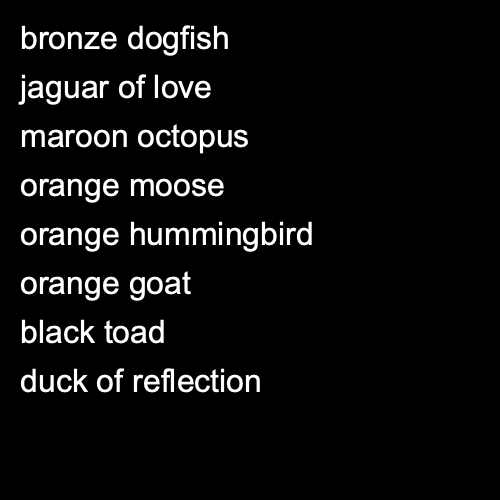 bronze dogfish
jaguar of love
maroon octopus
orange moose
orange hummingbird
orange goat
black toad
duck of reflection